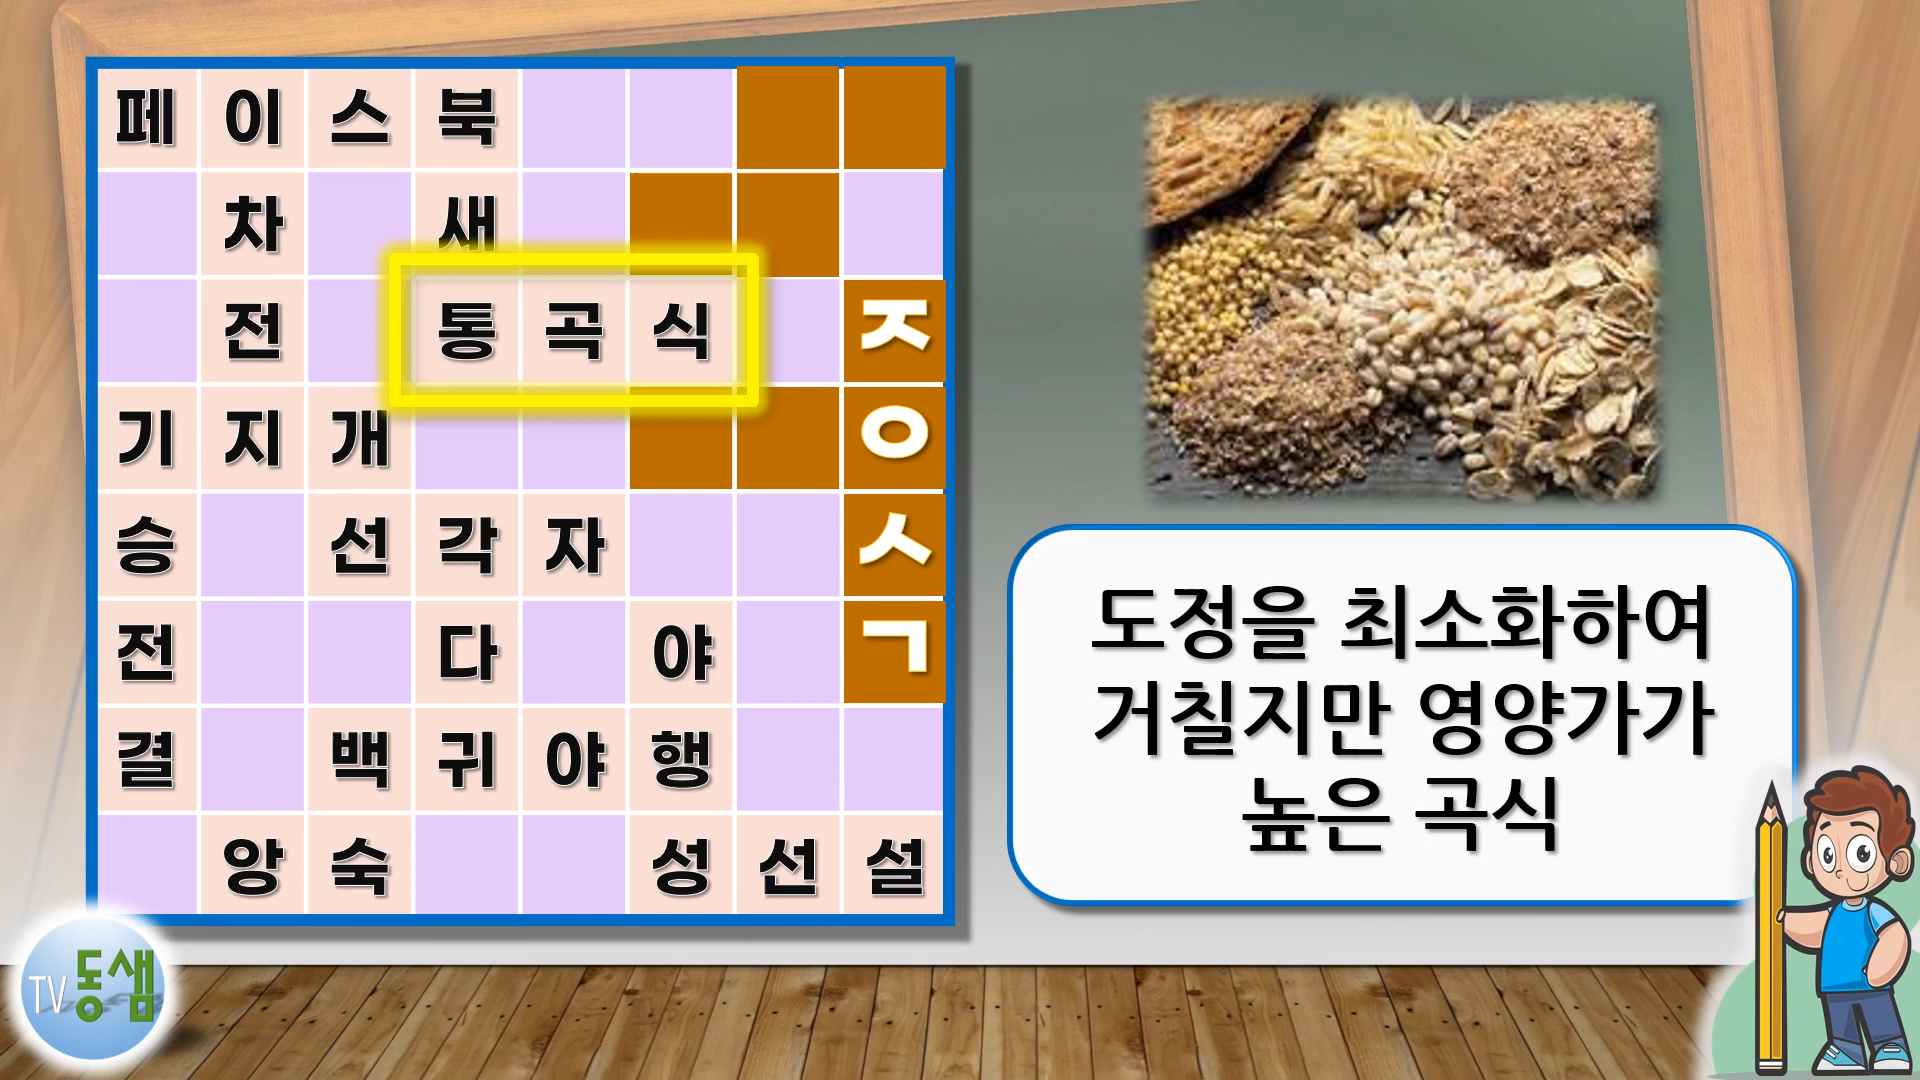 페 이 스 북
차 새
전 통 곡 식 ㅈ
기 지 개 ㅇ
승 선 각 자 ㅅ
전 다 야 ㄱ
결 백 귀 야 행
앙 숙 성 선 설
도정을 최소화하여
거칠지만 영양가가
높은 곡식
TV 동샘